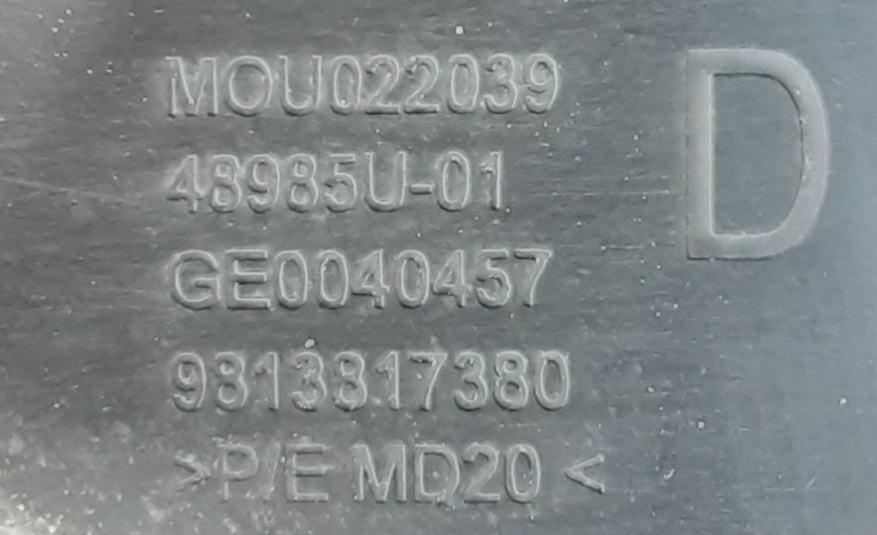 MOU022039
48985U-01
GE0040457
9813817380
>P/E MD20 <
D